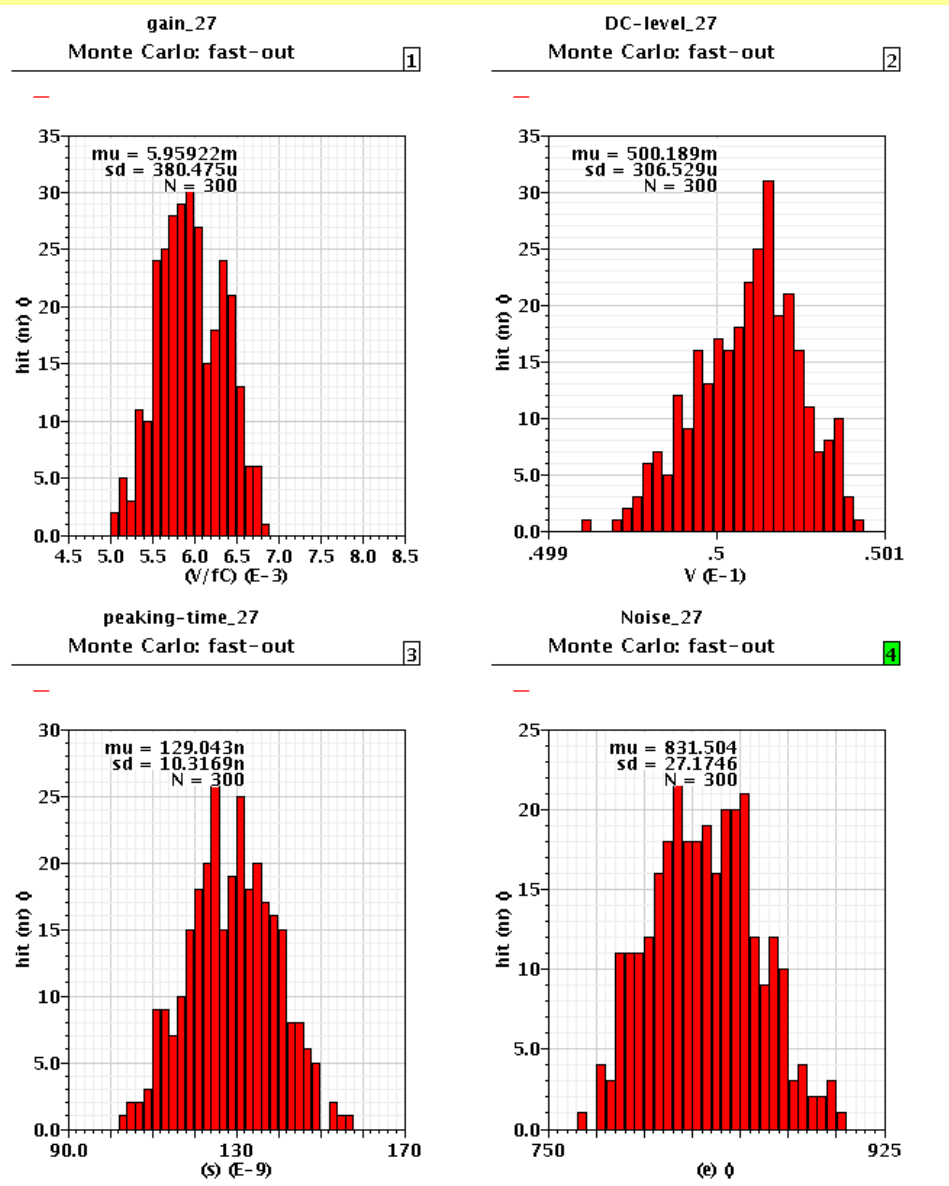 gain_27
Monte Carlo: fast-out
1
35
30
25
20
15
10
5.0
0.0
hit (nr) ϕ
mu = 5.95922m
sd = 380.475u
N = 300
4.5 5.0 5.5 6.0 6.5 7.0 7.5 8.0 8.5
(V/fC) (E-3)
DC-level_27
Monte Carlo: fast-out
2
35
30
25
20
15
10
5.0
0.0
hit (nr) ϕ
mu = 500.189m
sd = 306.529u
N = 300
.499 .5 .501
V (E-1)
peaking-time_27
Monte Carlo: fast-out
3
30
25
20
15
10
5.0
0.0
hit (nr) ϕ
mu = 129.043n
sd = 10.3169n
N = 300
90.0 130 170
(s) (E-9)
Noise_27
Monte Carlo: fast-out
4
25
20
15
10
5.0
0.0
hit (nr) ϕ
mu = 831.504
sd = 27.1746
N = 300
750 925
(e) ϕ